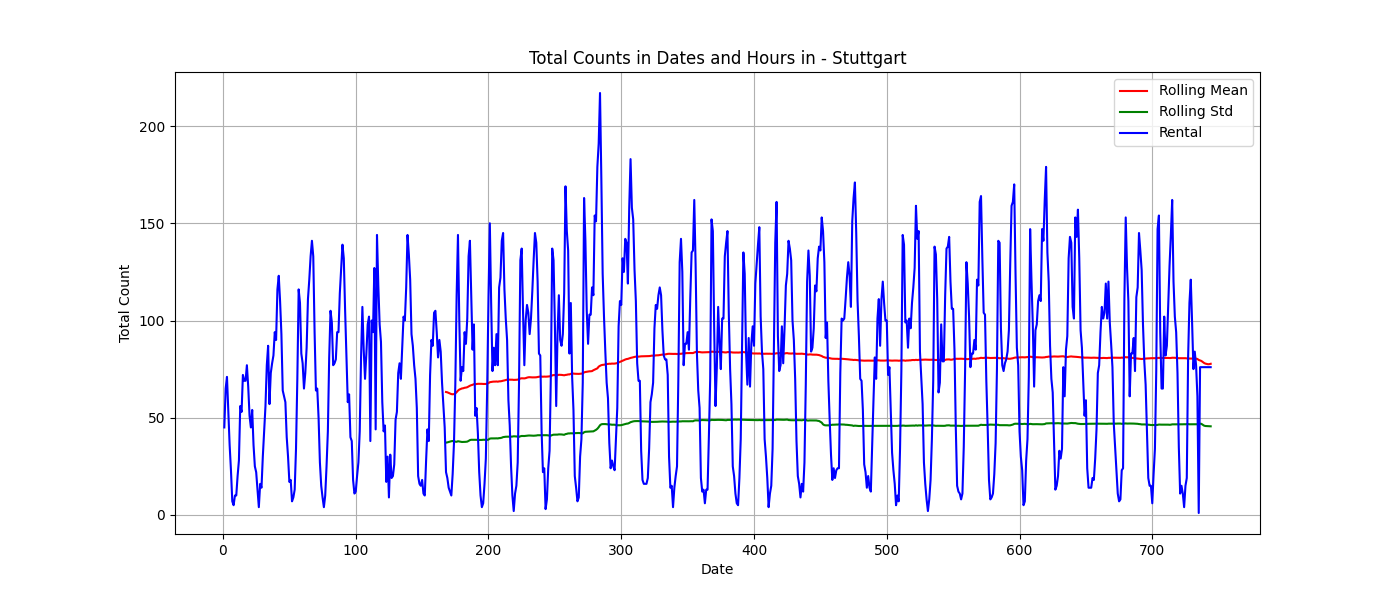 Total Counts in Dates and Hours in - Stuttgart
Rolling Mean
Rolling Std
Rental
200
150
100
50
0
Total Count
0 100 200 300 400 500 600 700
Date